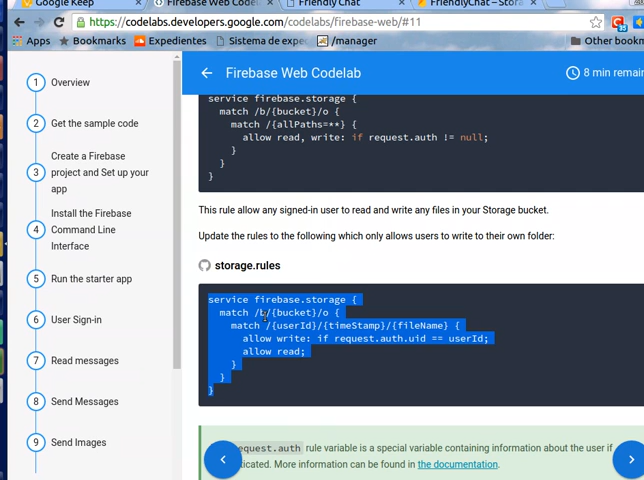 Google Keep
Firebase Web Codel
Friendly Chat
FriendlyChat – Stora
https://codelabs.developers.google.com/codelabs/firebase-web/#11
Apps
Bookmarks
Expedientes
Sistema de exp
/manager
Other bookm
Firebase Web Codelab
8 min remai
1 Overview
2 Get the sample code
3 Create a Firebase
project and Set up your
app
4 Install the Firebase
Command Line
Interface
5 Run the starter app
6 User Sign-in
7 Read messages
8 Send Messages
9 Send Images
service firebase.storage {
match /b/{bucket}/o {
match /{allPaths=**} {
allow read, write: if request.auth != null;
}
}
}
This rule allow any signed-in user to read and write any files in your Storage bucket.
Update the rules to the following which only allows users to write to their own folder:
storage.rules
service firebase.storage {
match /b/{bucket}/o {
match /{userId}/{timeStamp}/{fileName} {
allow write: if request.auth.uid == userId;
allow read;
}
}
}
equest.auth rule variable is a special variable containing information about the user if
ticated. More information can be found in the documentation.